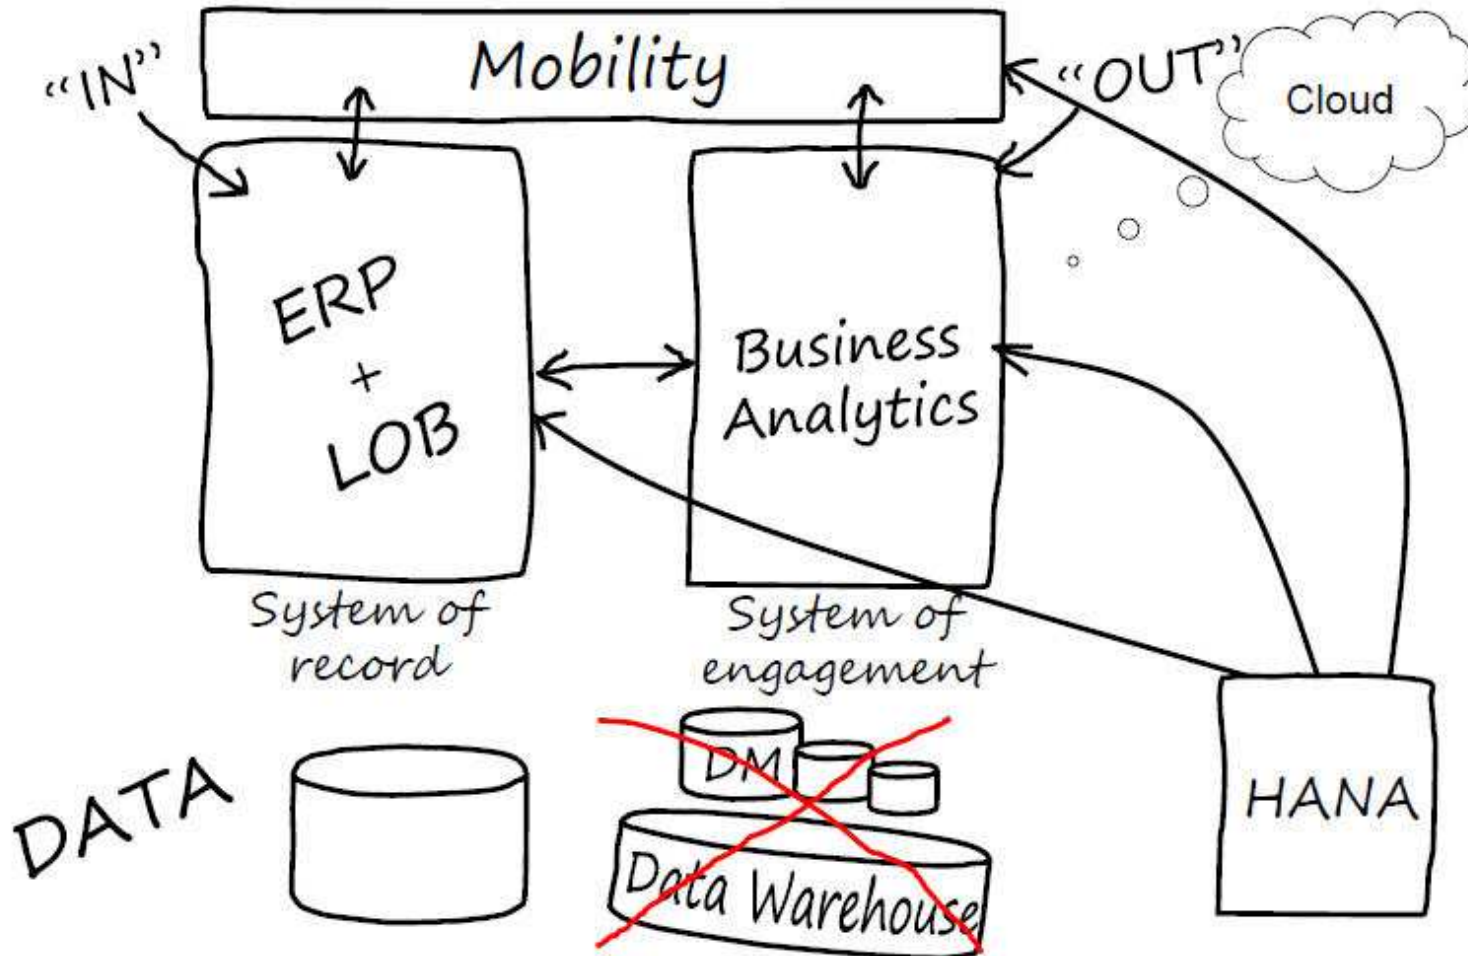 Mobility
“IN”
“OUT”
Cloud
ERP
+
LOB
Business
Analytics
System of
record
System of
engagement
DATA
DM
Data Warehouse
HANA